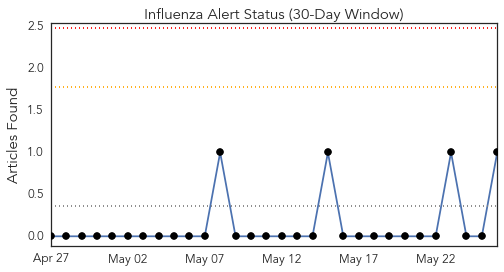 Influenza Alert Status (30-Day Window)
2.5
2.0
1.5
1.0
0.5
0.0
Articles Found
Apr 27
May 02
May 07
May 12
May 17
May 22